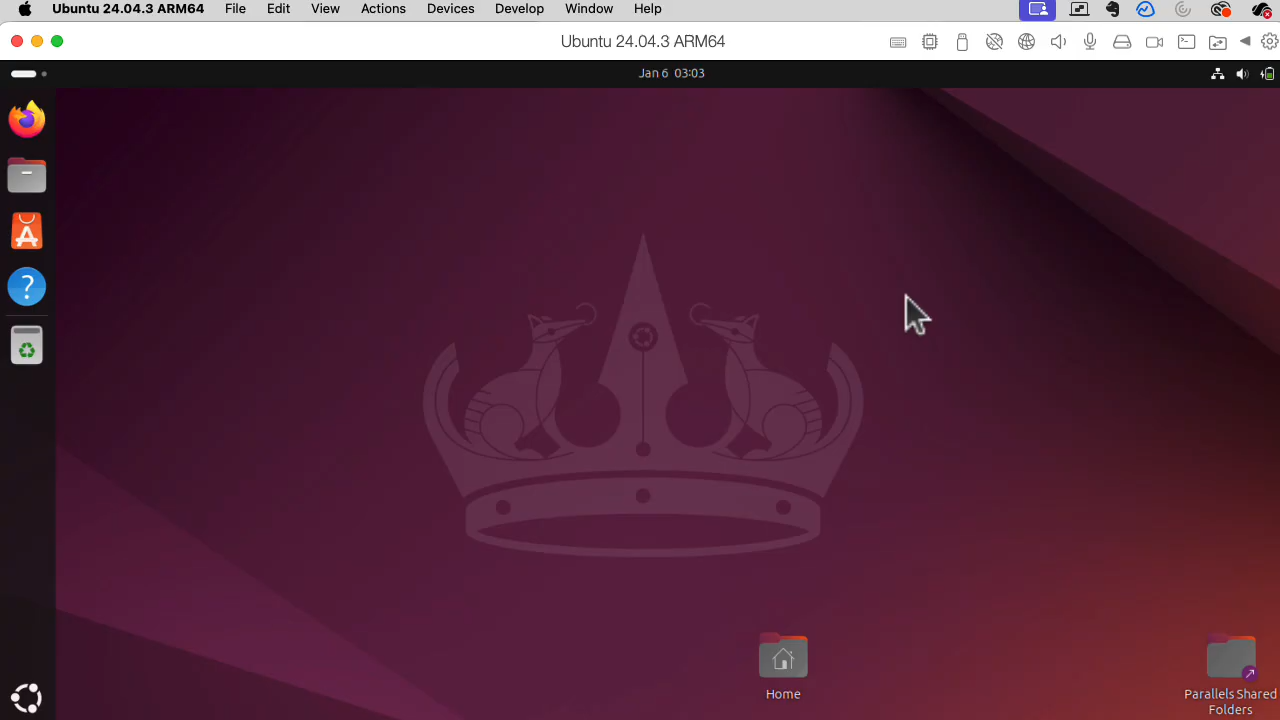 Ubuntu 24.04.3 ARM64 File Edit View Actions Devices Develop Window Help
Ubuntu 24.04.3 ARM64
Jan 6 03:03
Home
Parallels Shared
Folders